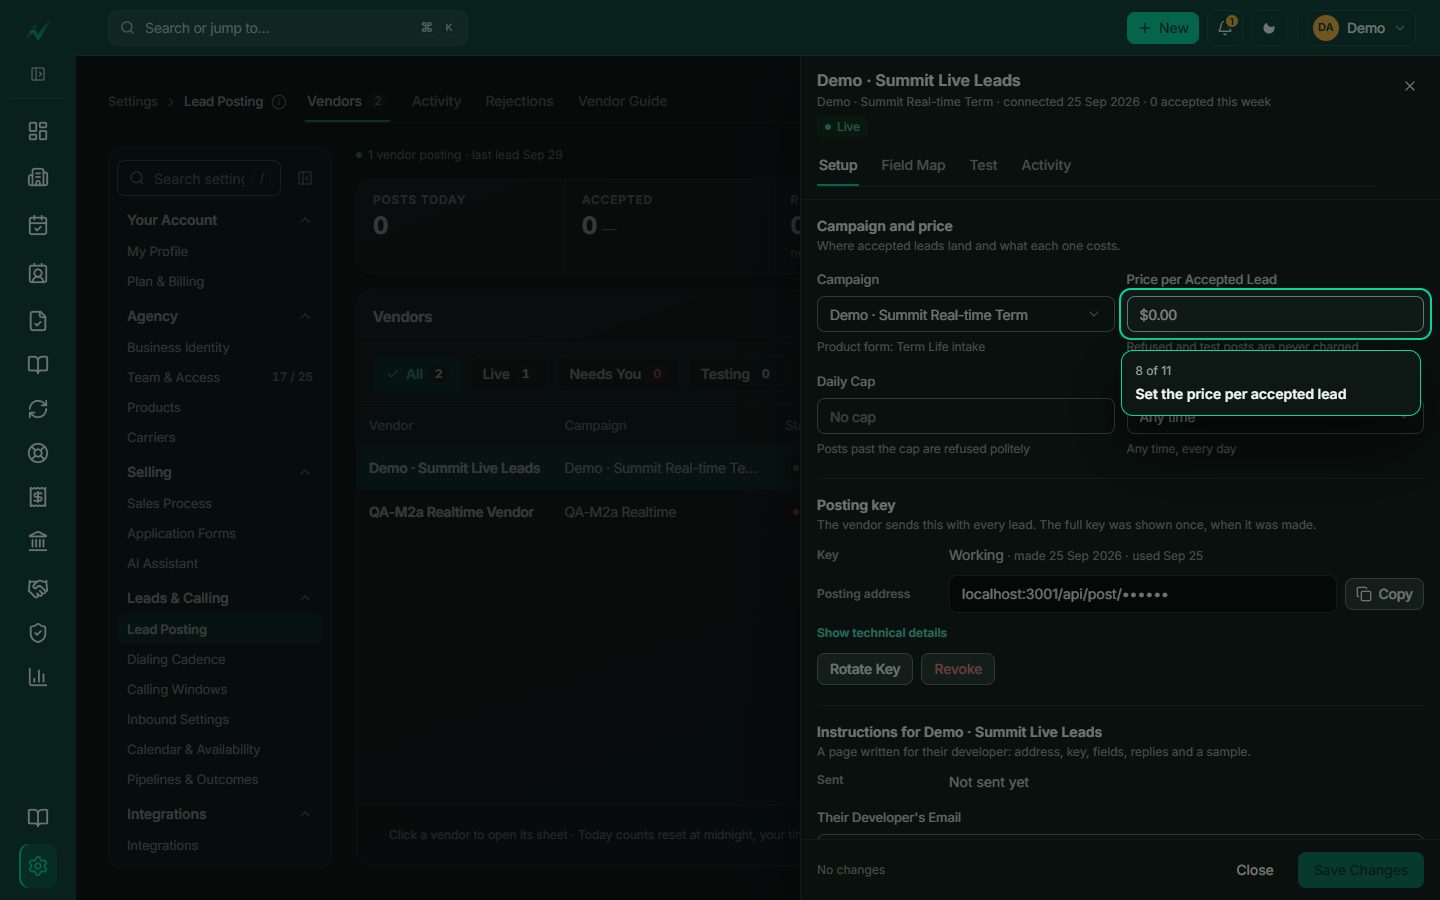 Search or jump to...
⌘ K
New
1
DA
Demo
Settings
Lead Posting
Vendors 2
Activity
Rejections
Vendor Guide
Search settin
/
Your Account
My Profile
Plan & Billing
Agency
Business Identity
Team & Access 17 / 25
Products
Carriers
Selling
Sales Process
Application Forms
AI Assistant
Leads & Calling
Lead Posting
Dialing Cadence
Calling Windows
Inbound Settings
Calendar & Availability
Pipelines & Outcomes
Integrations
Integrations
1 vendor posting · last lead Sep 29
POSTS TODAY
0
ACCEPTED
0 —
Vendors
All 2
Live 1
Needs You 0
Testing 0
Vendor
Campaign
Demo · Summit Live Leads
Demo · Summit Real-time Te...
QA-M2a Realtime Vendor
QA-M2a Realtime
Click a vendor to open its sheet · Today counts reset at midnight, your
Demo · Summit Live Leads
Demo · Summit Real-time Term · connected 25 Sep 2026 · 0 accepted this week
Live
Setup
Field Map
Test
Activity
Campaign and price
Where accepted leads land and what each one costs.
Campaign
Demo · Summit Real-time Term
Product form: Term Life intake
Price per Accepted Lead
$0.00
Refused and test posts are never charged
8 of 11
Set the price per accepted lead
Daily Cap
No cap
Posts past the cap are refused politely
Any time
Any time, every day
Posting key
The vendor sends this with every lead. The full key was shown once, when it was made.
Key
Working · made 25 Sep 2026 · used Sep 25
Posting address
localhost:3001/api/post/••••••
Copy
Show technical details
Rotate Key
Revoke
Instructions for Demo · Summit Live Leads
A page written for their developer: address, key, fields, replies and a sample.
Sent
Not sent yet
Their Developer's Email
No changes
Close
Save Changes